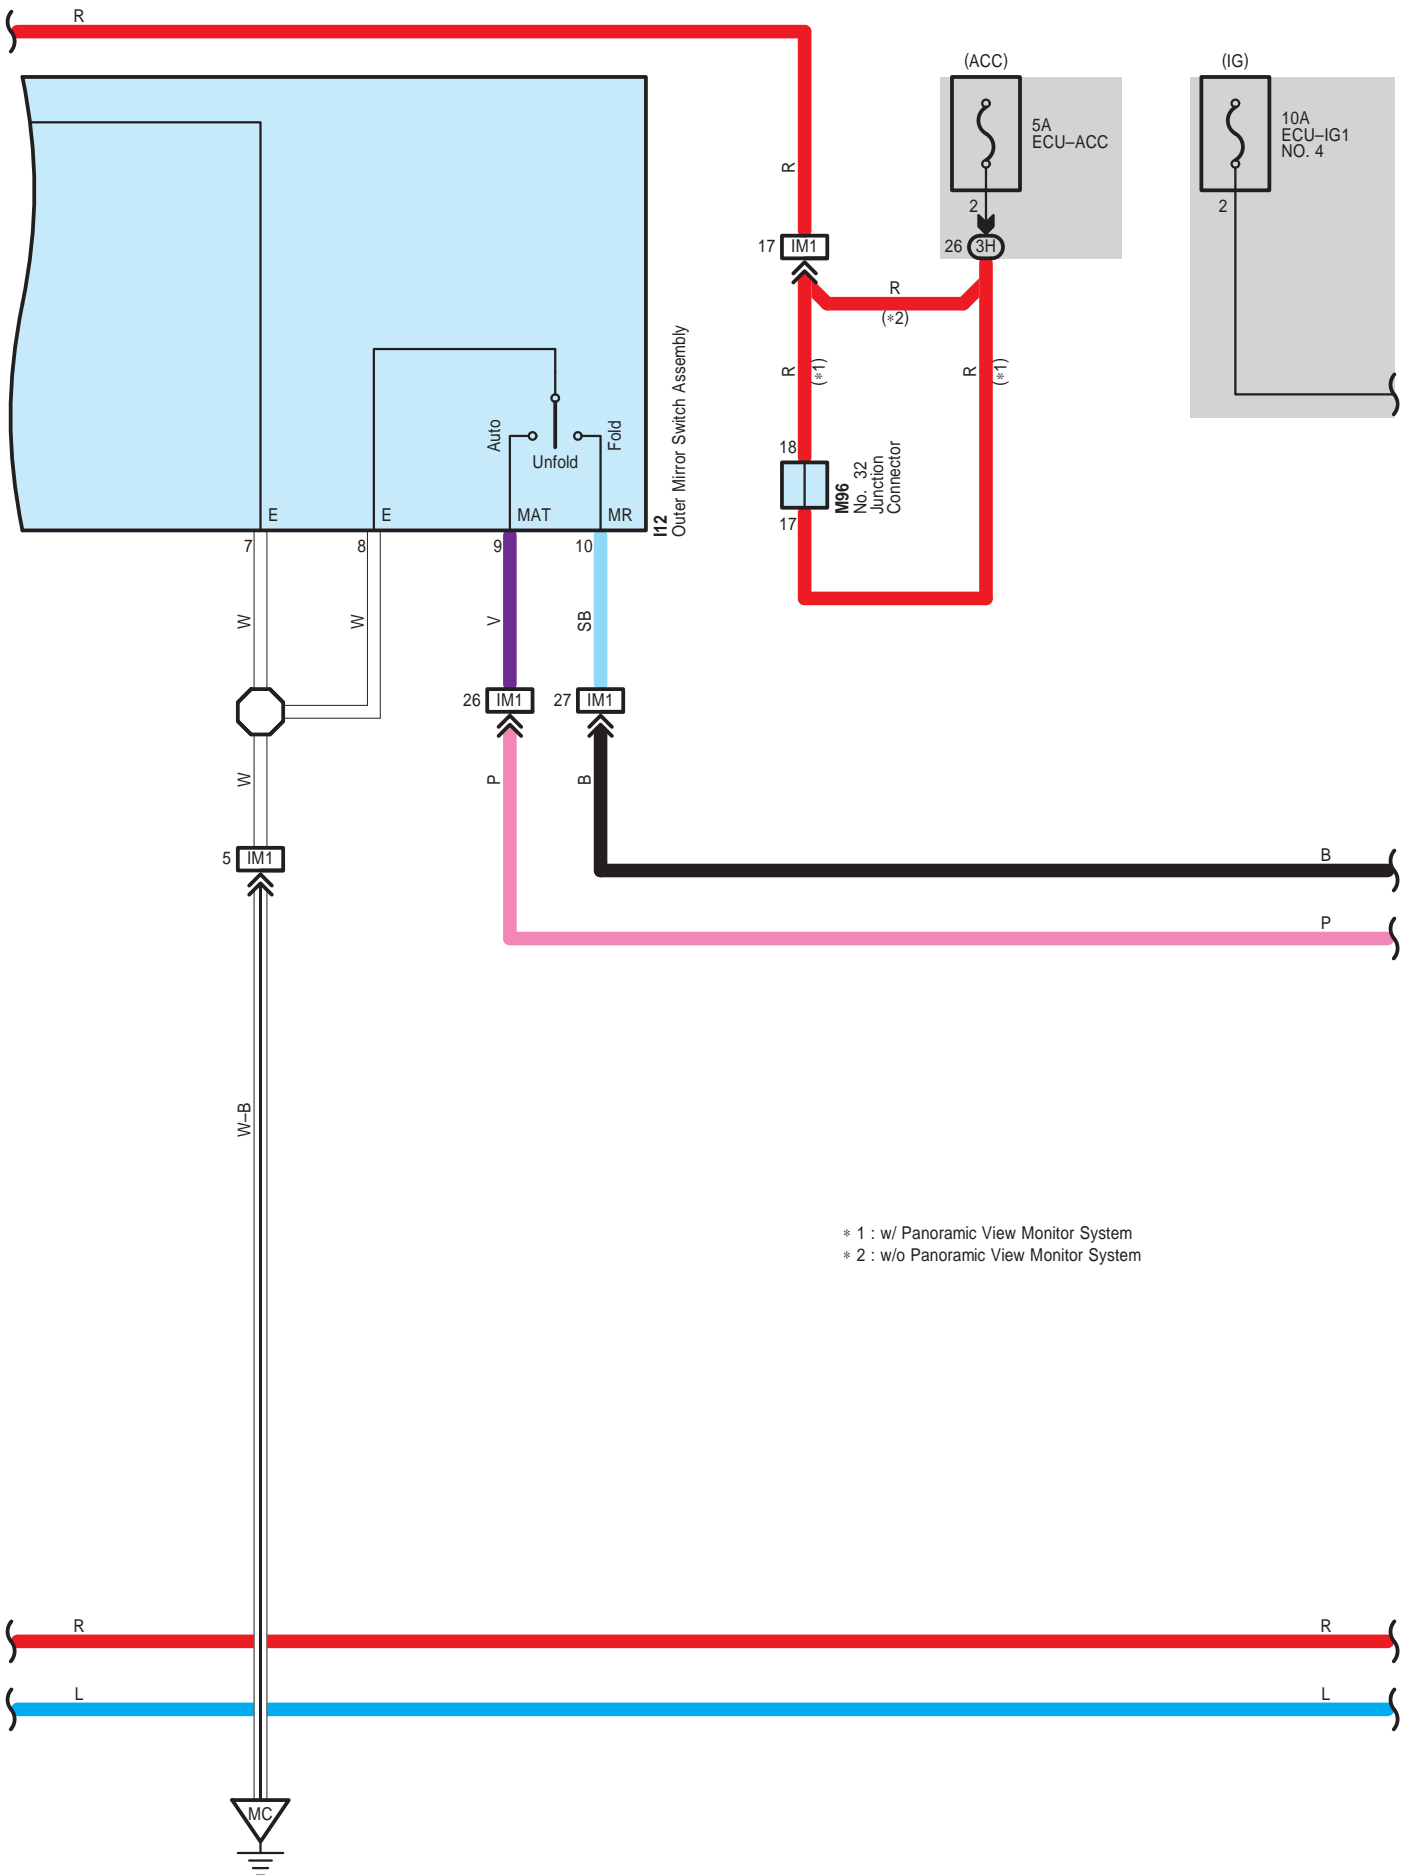 R
(ACC)
(IG)
5A
ECU–ACC
10A
ECU–IG1
NO. 4
R
2
2
17 IM1
26 3H
R
(*2)
R
(*1)
R
(*1)
Auto
Unfold
Fold
18
M96
No. 32
Junction
Connector
17
E
E
MAT
MR
I12
Outer Mirror Switch Assembly
7
8
9
10
W
W
V
SB
26 IM1
27 IM1
W
P
B
5 IM1
B
P
W–B
* 1 : w/ Panoramic View Monitor System
* 2 : w/o Panoramic View Monitor System
R
R
L
L
MC